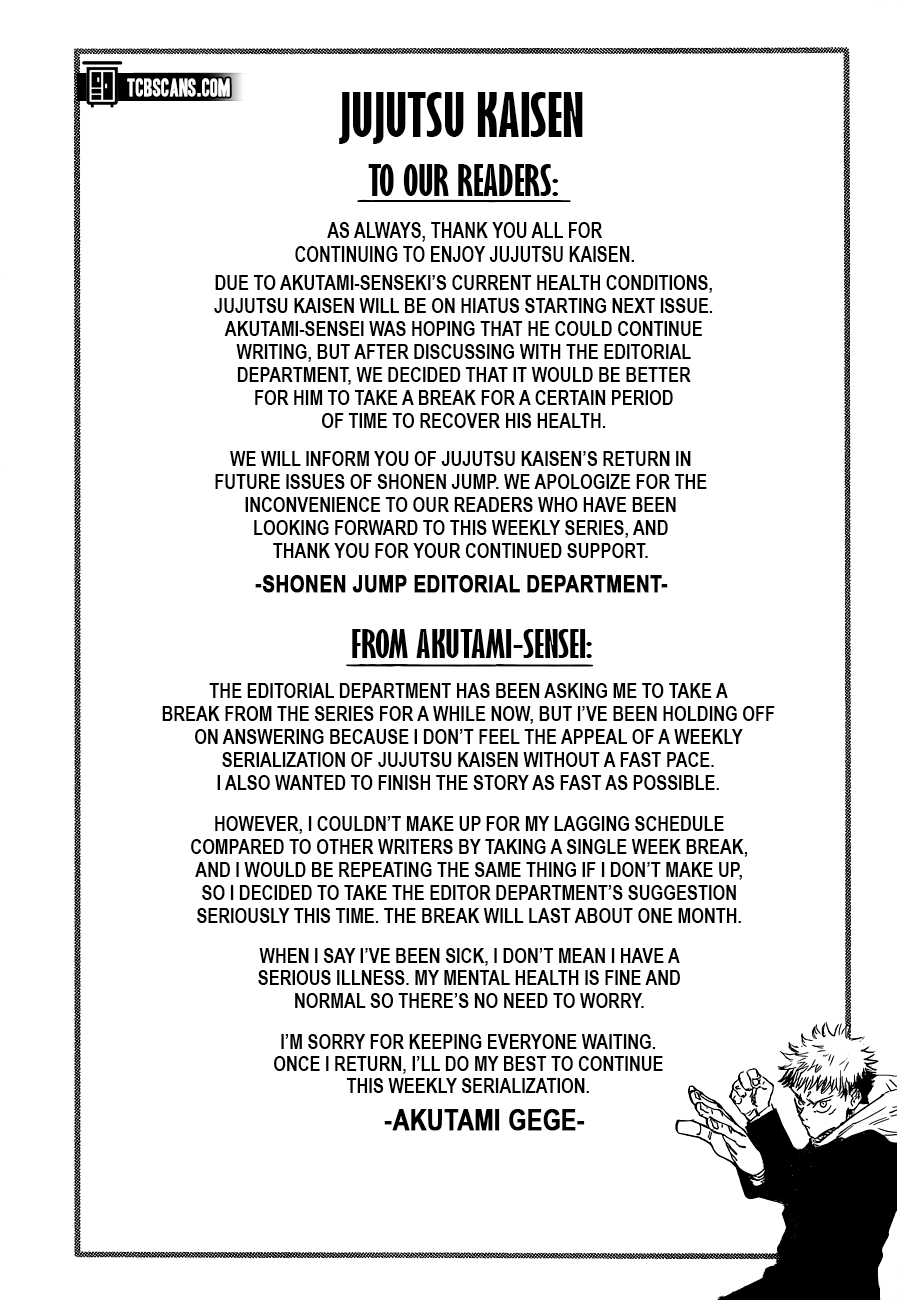 TCBSCANS.COM
JUJUTSU KAISEN
TO OUR READERS:
AS ALWAYS, THANK YOU ALL FOR
CONTINUING TO ENJOY JUJUTSU KAISEN.
DUE TO AKUTAMI-SENSEKI'S CURRENT HEALTH CONDITIONS,
JUJUTSU KAISEN WILL BE ON HIATUS STARTING NEXT ISSUE.
AKUTAMI-SENSEI WAS HOPING THAT HE COULD CONTINUE
WRITING, BUT AFTER DISCUSSING WITH THE EDITORIAL
DEPARTMENT, WE DECIDED THAT IT WOULD BE BETTER
FOR HIM TO TAKE A BREAK FOR A CERTAIN PERIOD
OF TIME TO RECOVER HIS HEALTH.
WE WILL INFORM YOU OF JUJUTSU KAISEN'S RETURN IN
FUTURE ISSUES OF SHONEN JUMP. WE APOLOGIZE FOR THE
INCONVENIENCE TO OUR READERS WHO HAVE BEEN
LOOKING FORWARD TO THIS WEEKLY SERIES, AND
THANK YOU FOR YOUR CONTINUED SUPPORT.
-SHONEN JUMP EDITORIAL DEPARTMENT-
FROM AKUTAMI-SENSEI:
THE EDITORIAL DEPARTMENT HAS BEEN ASKING ME TO TAKE A
BREAK FROM THE SERIES FOR A WHILE NOW, BUT I'VE BEEN HOLDING OFF
ON ANSWERING BECAUSE I DON'T FEEL THE APPEAL OF A WEEKLY
SERIALIZATION OF JUJUTSU KAISEN WITHOUT A FAST PACE.
I ALSO WANTED TO FINISH THE STORY AS FAST AS POSSIBLE.
HOWEVER, I COULDN'T MAKE UP FOR MY LAGGING SCHEDULE
COMPARED TO OTHER WRITERS BY TAKING A SINGLE WEEK BREAK,
AND I WOULD BE REPEATING THE SAME THING IF I DON'T MAKE UP,
SO I DECIDED TO TAKE THE EDITOR DEPARTMENT'S SUGGESTION
SERIOUSLY THIS TIME. THE BREAK WILL LAST ABOUT ONE MONTH.
WHEN I SAY I'VE BEEN SICK, I DON'T MEAN I HAVE A
SERIOUS ILLNESS. MY MENTAL HEALTH IS FINE AND
NORMAL SO THERE'S NO NEED TO WORRY.
I'M SORRY FOR KEEPING EVERYONE WAITING.
ONCE I RETURN, I'LL DO MY BEST TO CONTINUE
THIS WEEKLY SERIALIZATION.
-AKUTAMI GEGE-